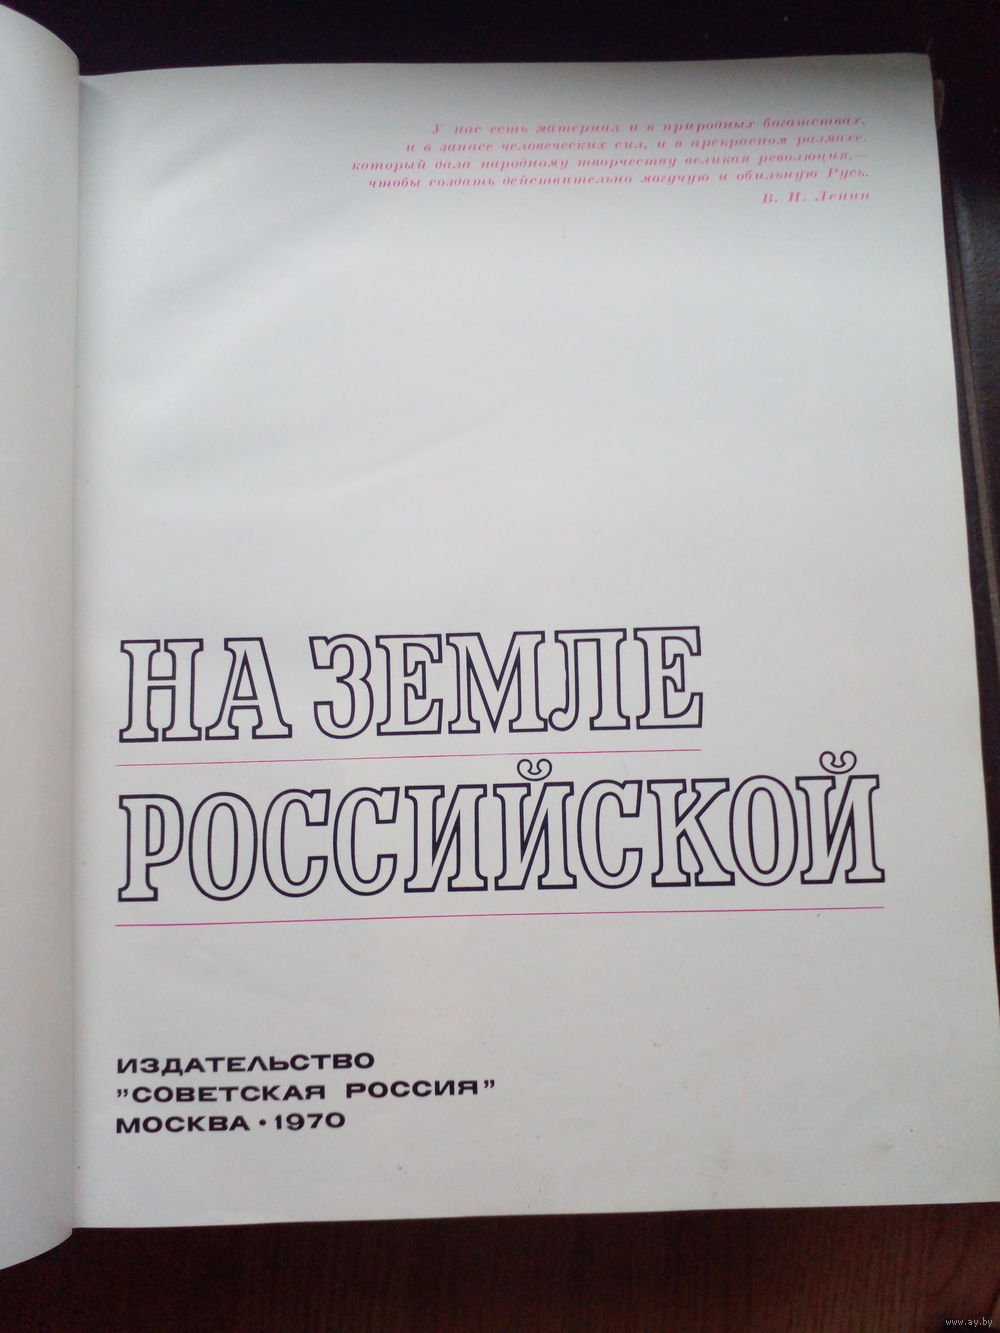 У нас есть материал и в природных богатствах,
и в запасе человеческих сил, и в прекрасном размахе,
который дала народному творчеству великая революция,—
чтобы создать действительно могучую и обильную Русь.
В. И. Ленин
НА ЗЕМЛЕ
РОССИЙСКОЙ
ИЗДАТЕЛЬСТВО
"СОВЕТСКАЯ РОССИЯ"
МОСКВА · 1970
www.ay.by